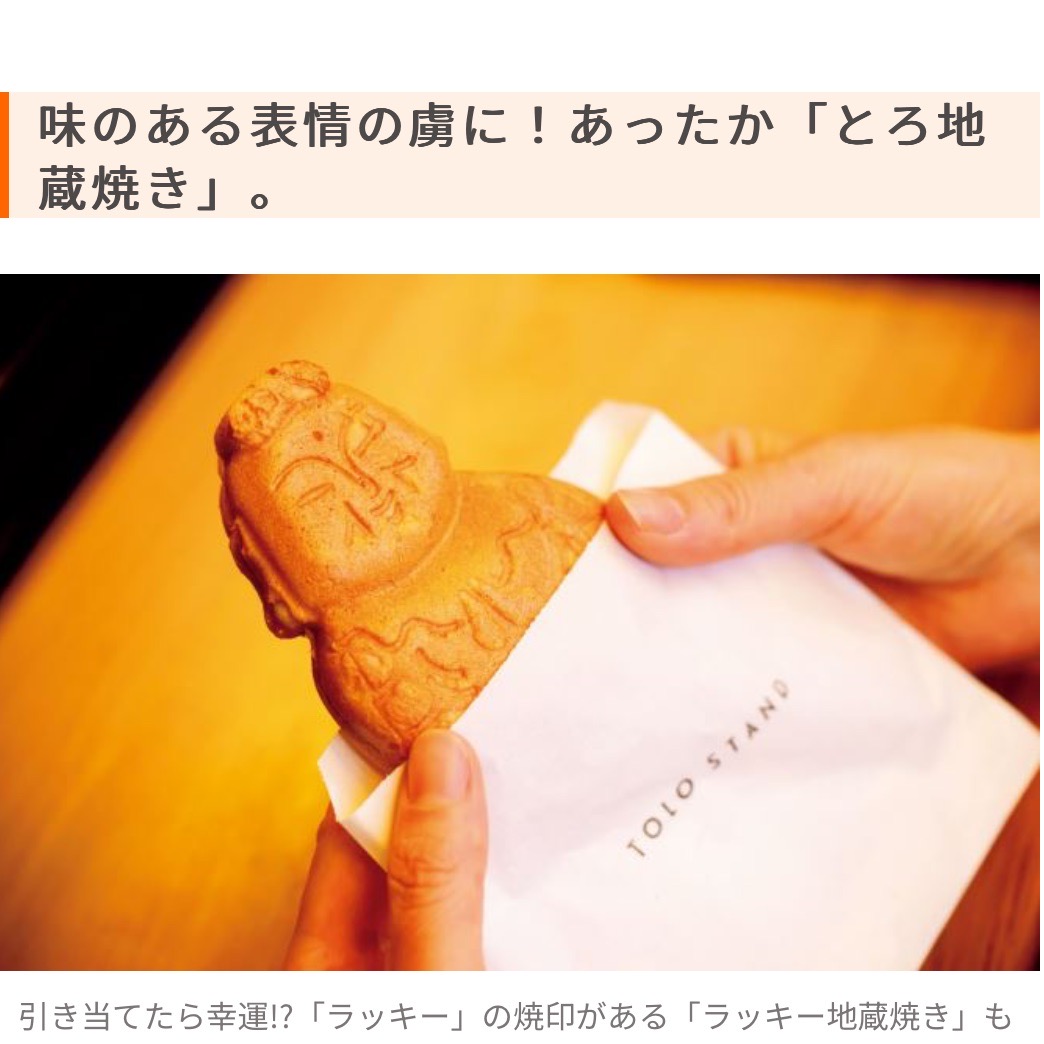 味のある表情の虜に！あったか「とろ地
蔵焼き」。
TOLO STAND
引き当てたら幸運!?「ラッキー」の焼印がある「ラッキー地蔵焼き」も